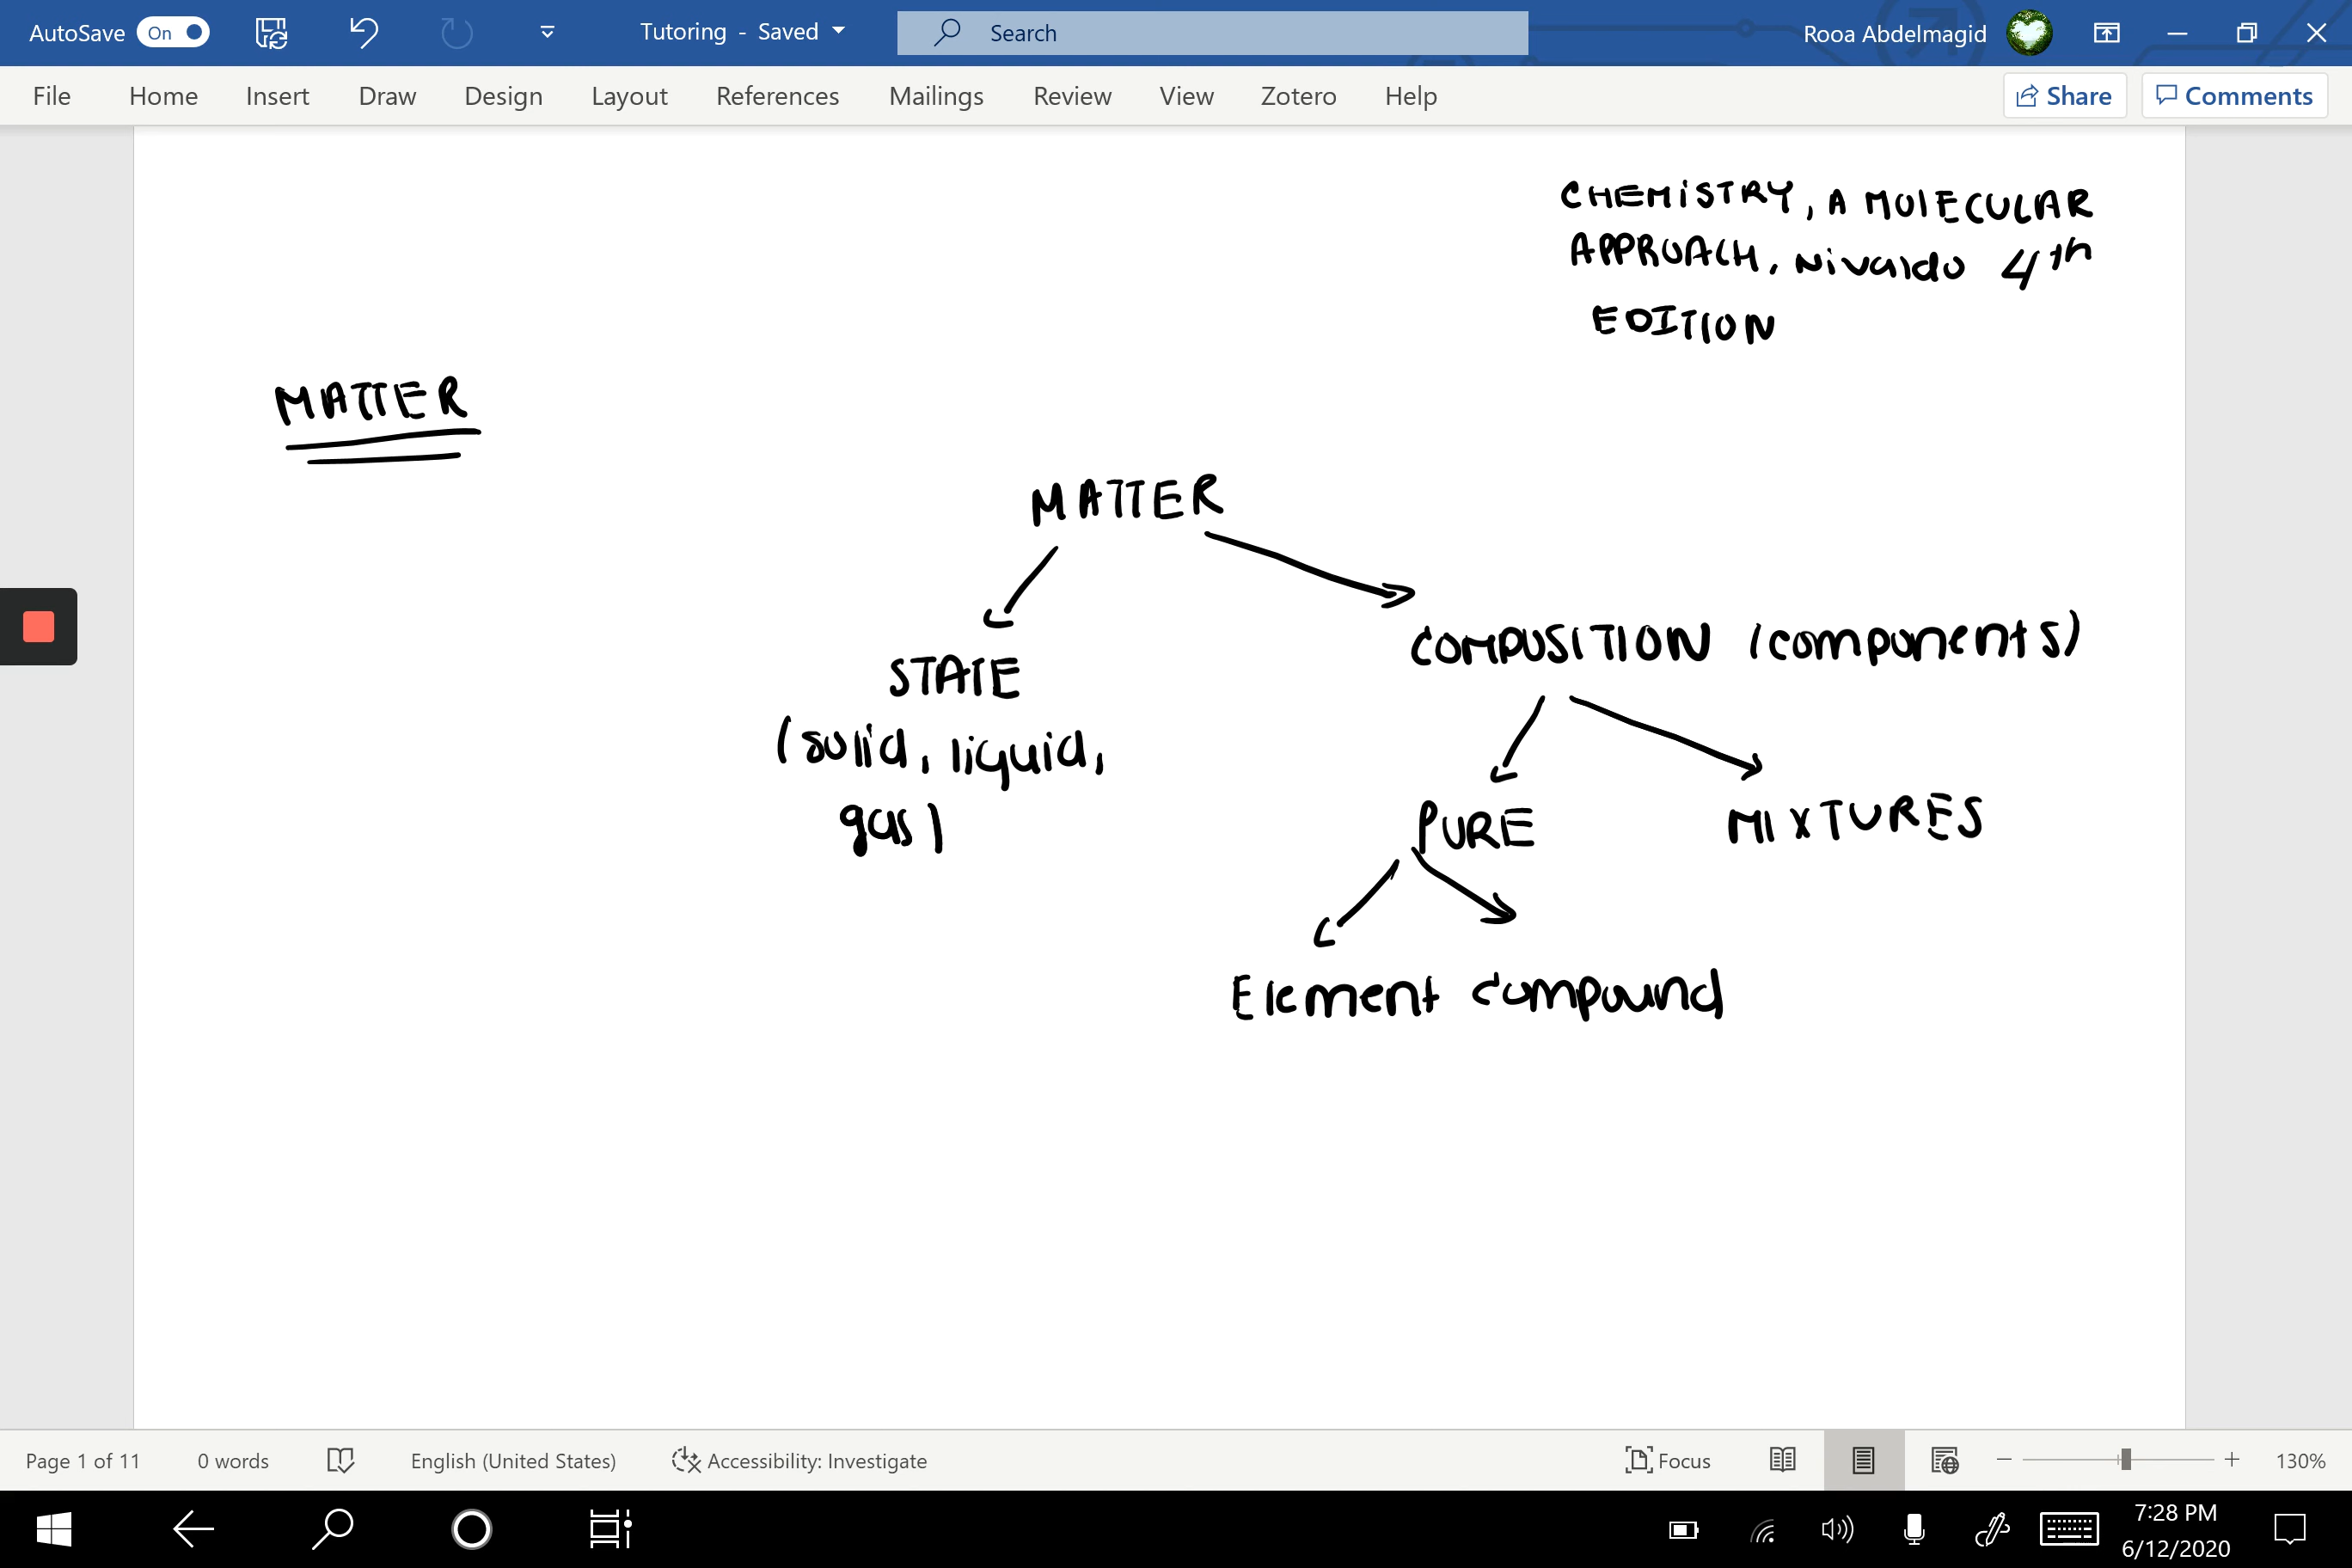 AutoSave On Tutoring - Saved Search Rooa Abdelmagid
File Home Insert Draw Design Layout References Mailings Review View Zotero Help Share Comments
CHEMISTRY, A MOLECULAR
APPROACH, Nivaldo 4th
EDITION
MATTER
MATTER
STATE
(solid, liquid,
gas)
COMPOSITION (components)
PURE MIXTURES
Element compound
Page 1 of 11 0 words English (United States) Accessibility: Investigate Focus 130%
7:28 PM
6/12/2020